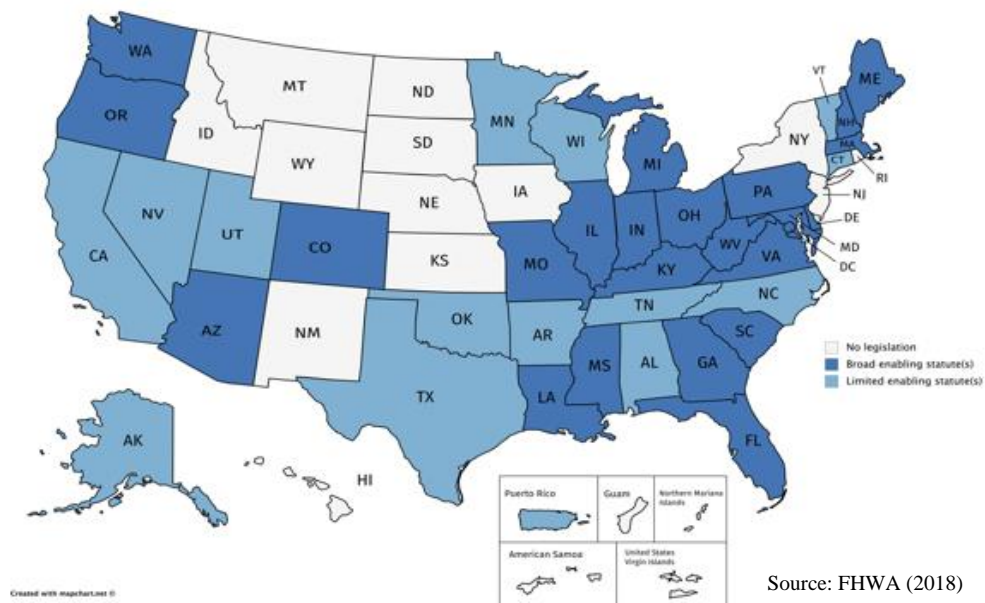 WA
OR
CA
NV
ID
MT
WY
UT
CO
AZ
NM
ND
SD
NE
KS
OK
TX
MN
IA
MO
AR
LA
WI
IL
MS
MI
IN
OH
KY
TN
AL
GA
FL
SC
NC
VA
WV
PA
NY
VT
ME
NH
MA
CT
RI
NJ
DE
MD
DC
AK
HI
No legislation
Broad enabling statute(s)
Limited enabling statute(s)
Puerto Rico
Guam
Northern Mariana
Islands
American Samoa
United States
Virgin Islands
Created with mapchart.net ©
Source: FHWA (2018)